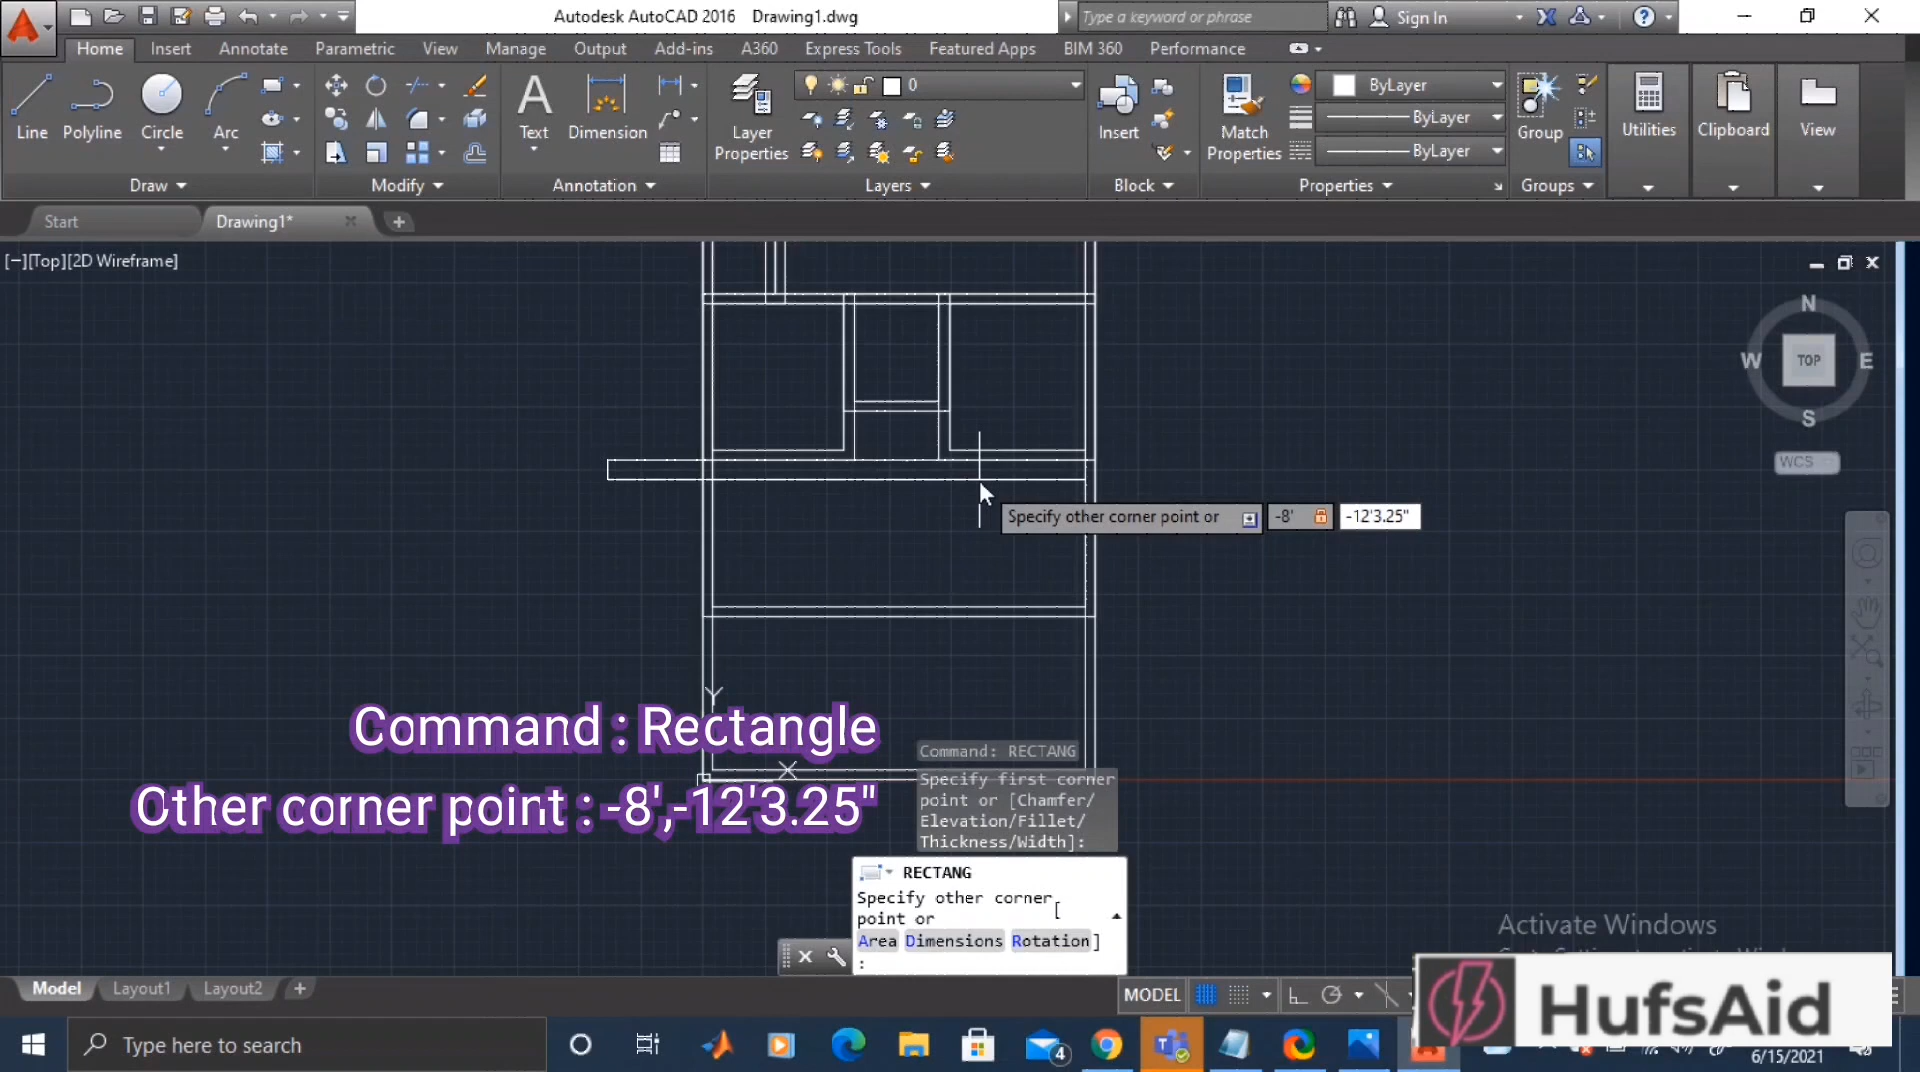 Autodesk AutoCAD 2016 Drawing1.dwg
Type a keyword or phrase
Sign In
Home Insert Annotate Parametric View Manage Output Add-ins A360 Express Tools Featured Apps BIM 360 Performance
Line Polyline Circle Arc
Text Dimension
Layer Properties
0
Insert
Match Properties
ByLayer
ByLayer
ByLayer
Group
Utilities
Clipboard
View
Draw Modify Annotation Layers Block Properties Groups
Start Drawing1*
[−][Top][2D Wireframe]
N
W TOP E
S
WCS
Specify other corner point or -8' -12'3.25"
Y
X
Command : Rectangle
Other corner point : -8',-12'3.25"
Command: RECTANG
Specify first corner
point or [Chamfer/
Elevation/Fillet/
Thickness/Width]:
RECTANG
Specify other corner
point or [
Area Dimensions Rotation]
:
Activate Windows
Model Layout1 Layout2
MODEL
HufsAid
Type here to search
4
6/15/2021